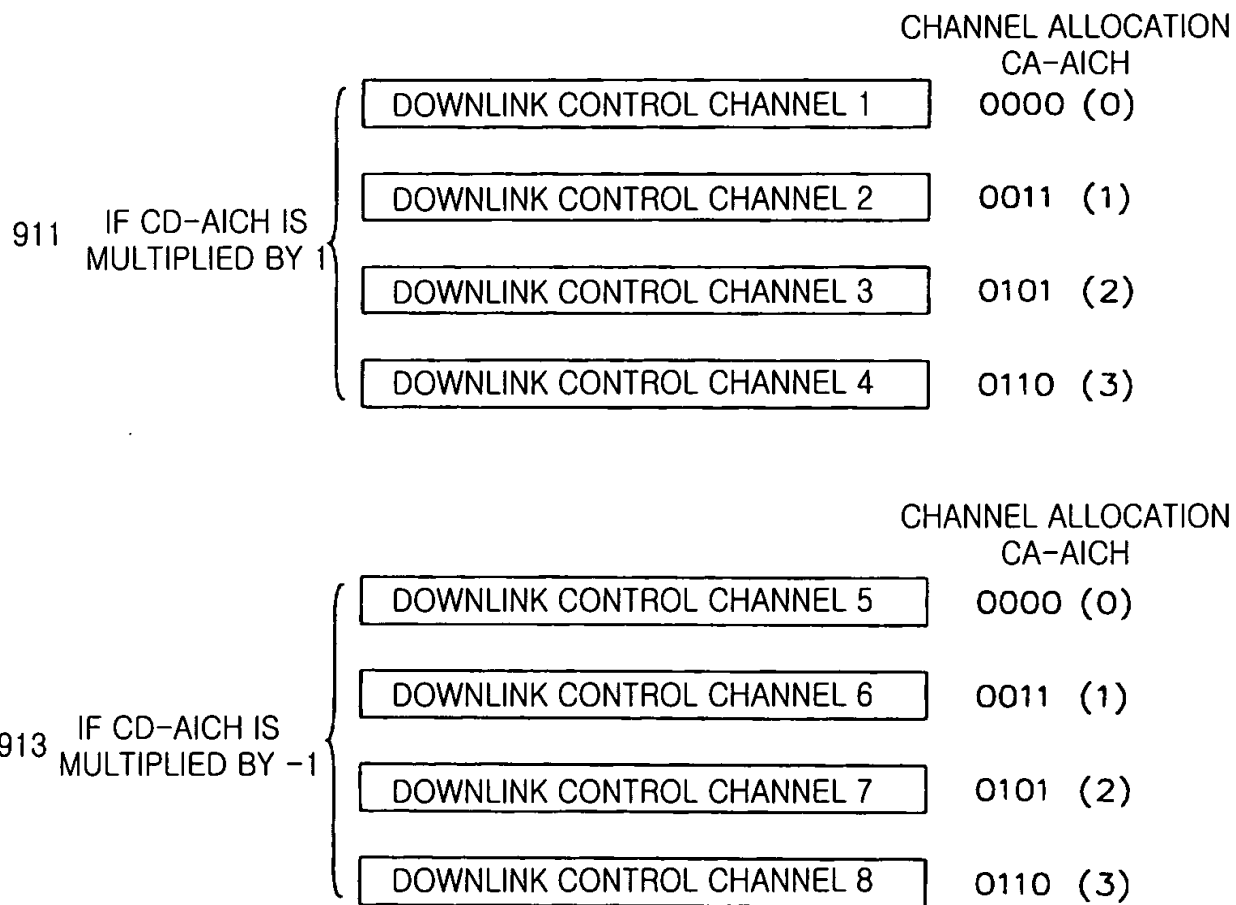 CHANNEL ALLOCATION
CA-AICH
DOWNLINK CONTROL CHANNEL 1 0000 (0)
DOWNLINK CONTROL CHANNEL 2 0011 (1)
911 IF CD-AICH IS
MULTIPLIED BY 1
DOWNLINK CONTROL CHANNEL 3 0101 (2)
DOWNLINK CONTROL CHANNEL 4 0110 (3)
CHANNEL ALLOCATION
CA-AICH
DOWNLINK CONTROL CHANNEL 5 0000 (0)
DOWNLINK CONTROL CHANNEL 6 0011 (1)
913 IF CD-AICH IS
MULTIPLIED BY -1
DOWNLINK CONTROL CHANNEL 7 0101 (2)
DOWNLINK CONTROL CHANNEL 8 0110 (3)